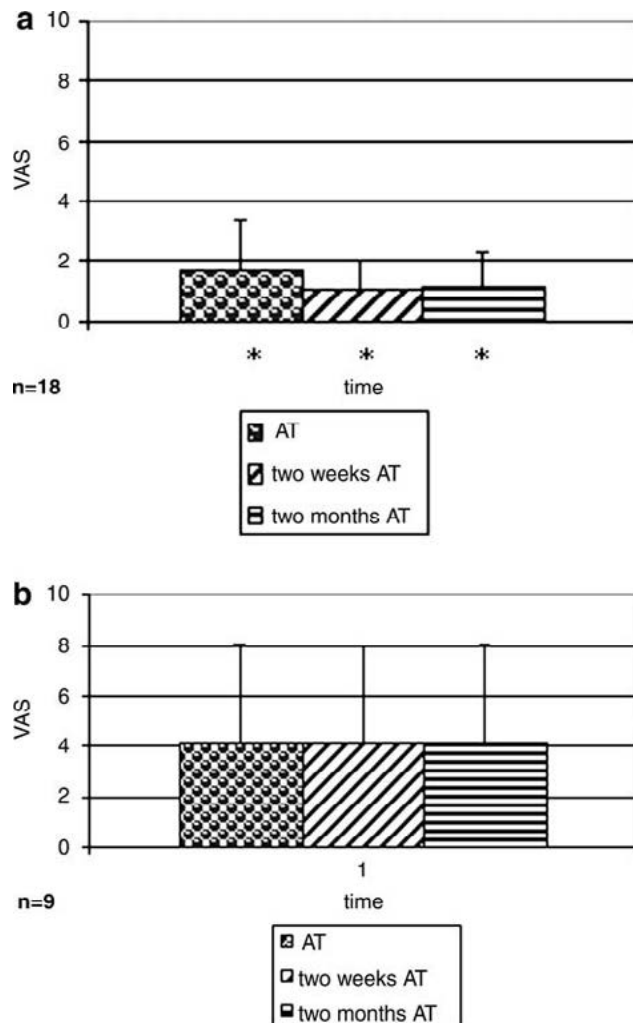 a
10
8
6
4
2
0
VAS
* * *
n=18
time
AT
two weeks AT
two months AT
b
10
8
6
4
2
0
VAS
1
n=9
time
AT
two weeks AT
two months AT